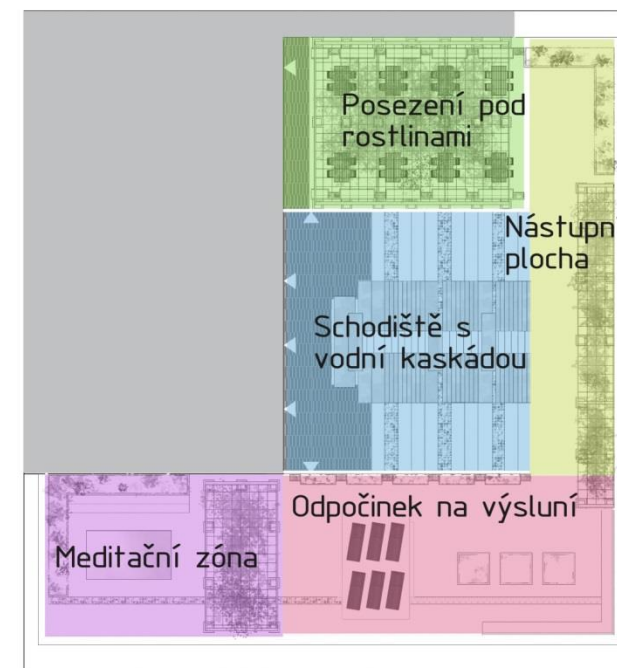 Posezení pod
rostlinami
Nástupn
plocha
Schodiště s
vodní kaskádou
Odpočinek na výsluní
Meditační zóna